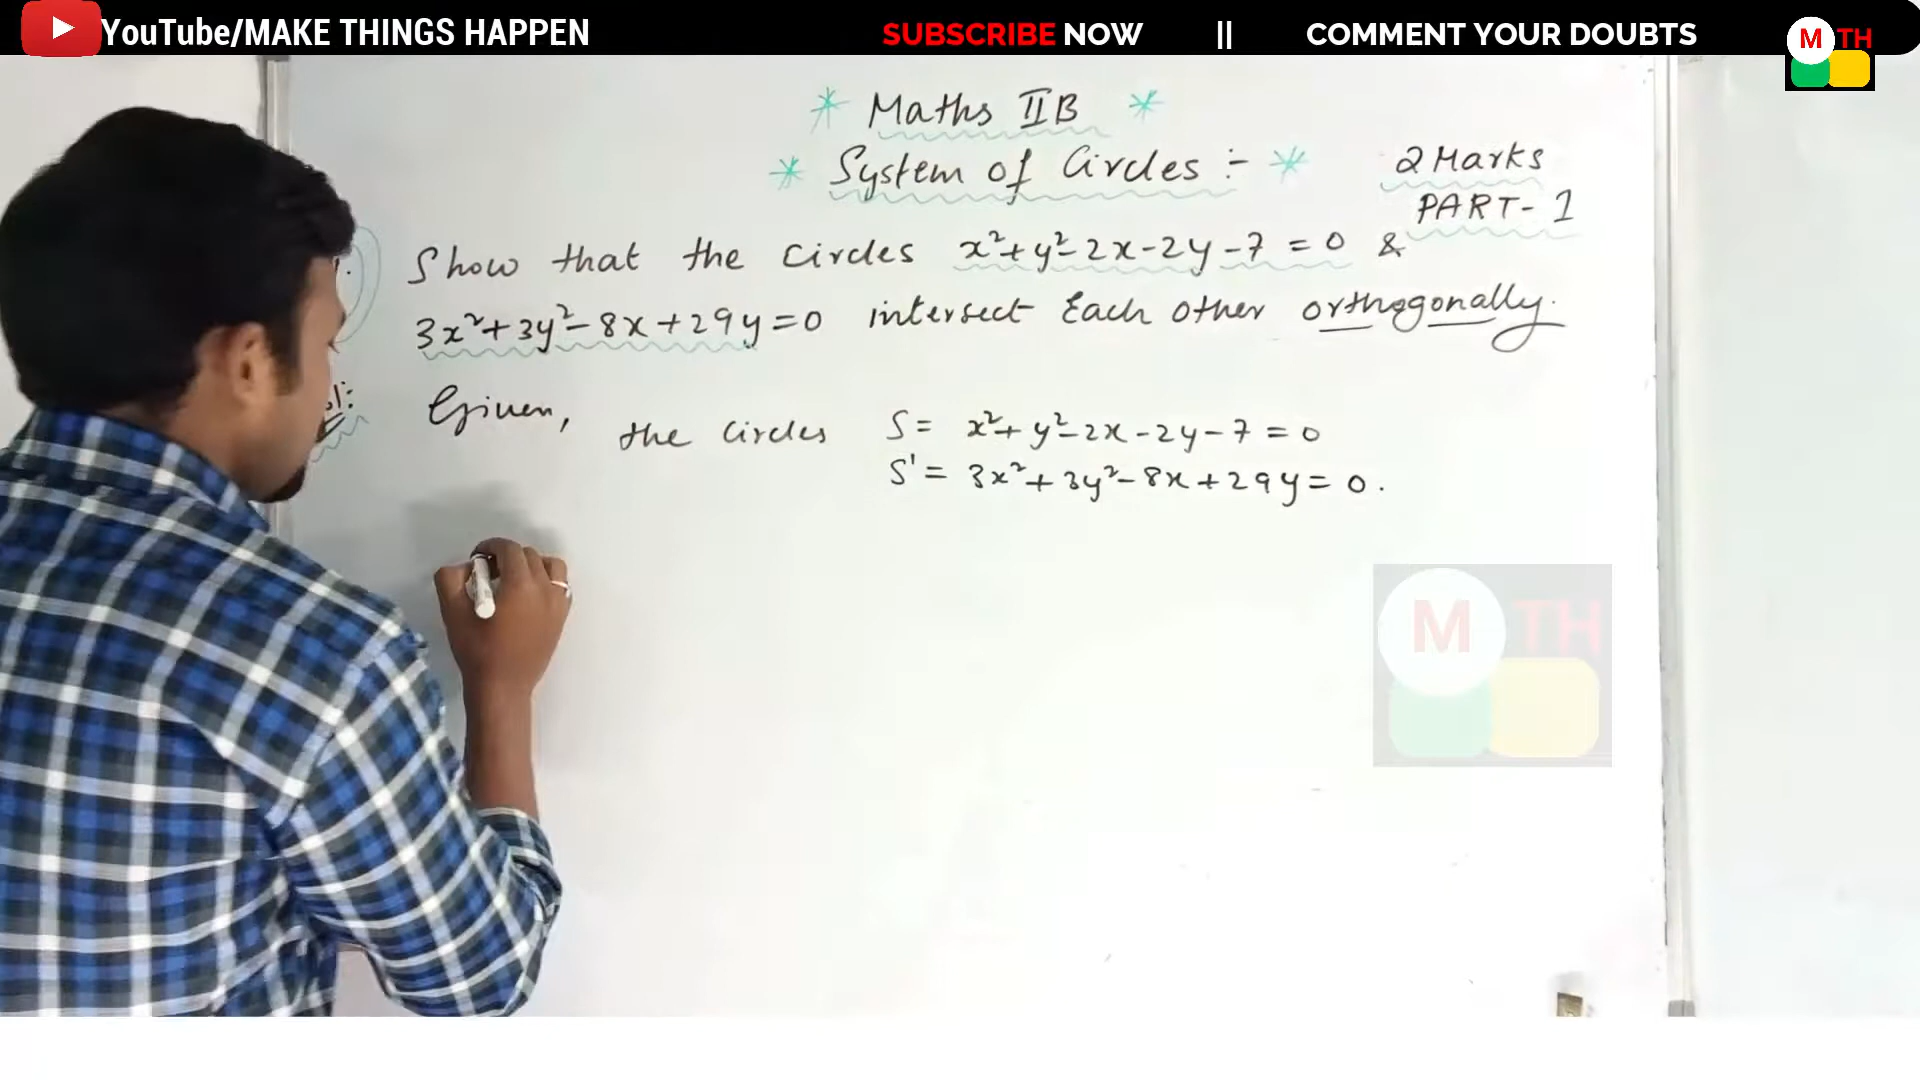 YouTube/MAKE THINGS HAPPEN SUBSCRIBE NOW || COMMENT YOUR DOUBTS
M TH
* Maths IIB *
* System of Circles :- *
2 Marks
PART-1
Show that the circles x²+y²-2x-2y-7=0 &
3x²+3y²-8x+29y=0 intersect Each other orthogonally.
Given, the circles S= x²+y²-2x-2y-7=0
S'= 3x²+3y²-8x+29y=0.
M TH